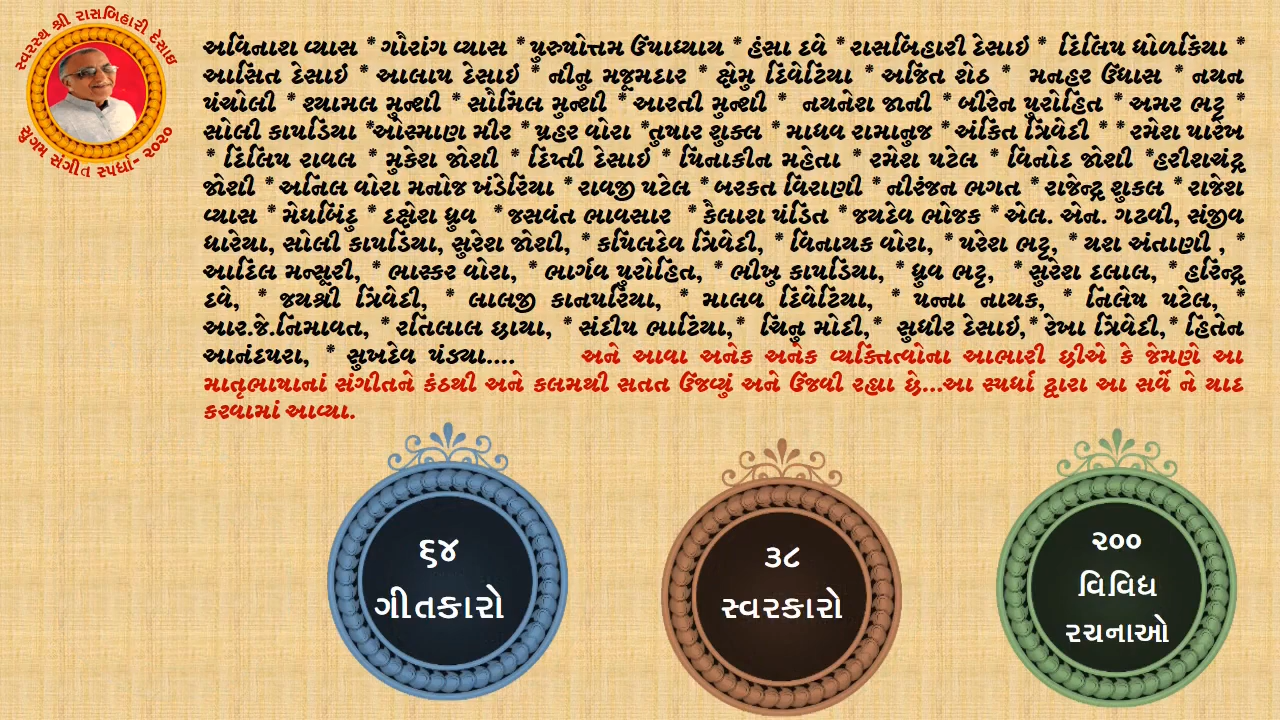 સ્વરસ્થ શ્રી રાસબિહારી દેસાઇ
સુગમ સંગીત સ્પર્ધા- ૨૦૨૦
અવિનાશ વ્યાસ * ગૌરાંગ વ્યાસ * પુરુષોત્તમ ઉપાધ્યાય * હંસા દવે * રાસબિહારી દેસાઇ * દિલિપ ધોળકિયા *
આસિત દેસાઇ * આલાપ દેસાઇ * નીનુ મજૂમદાર * ક્ષેમુ દિવેટિયા * અજિત શેઠ * મનહર ઉધાસ * નયન
પંચોલી * શ્યામલ મુન્શી * સૌમિલ મુન્શી * આરતી મુન્શી * નયનેશ જાની * બીરેન પુરોહિત * અમર ભટ્ટ *
સોલી કાપડિયા *ઓસ્માણ મીર * પ્રહર વોરા *તુષાર શુક્લ * માધવ રામાનુજ * અંકિત ત્રિવેદી * * રમેશ પારેખ
* દિલિપ રાવલ * મુકેશ જોશી * દિપ્તી દેસાઇ * પિનાકીન મહેતા * રમેશ પટેલ * વિનોદ જોશી *હરીશચંદ્ર
જોશી * અનિલ વોરા મનોજ ખંડેરિયા * રાવજી પટેલ * બરકત વિરાણી * નીરંજન ભગત * રાજેન્દ્ર શુકલ * રાજેશ
વ્યાસ * મેઘબિંદુ * દક્ષેશ ધ્રુવ * જસવંત ભાવસાર * કૈલાશ પંડિત * જયદેવ ભોજક * એલ. એન. ગઢવી, સંજીવ
ધારૈયા, સોલી કાપડિયા, સુરેશ જોશી, * કપિલદેવ ત્રિવેદી, * વિનાયક વોરા, * પરેશ ભટ્ટ, * યશ અંતાણી , *
આદિલ મન્સૂરી, * ભાસ્કર વોરા, * ભાર્ગવ પુરોહિત, * ભીખુ કાપડિયા, * ધ્રુવ ભટ્ટ, * સુરેશ દલાલ, * હરિન્દ્ર
દવે, * જયશ્રી ત્રિવેદી, * લાલજી કાનપરિયા, * માલવ દિવેટિયા, * પન્ના નાયક, * નિલેષ પટેલ, *
આર.જે.નિમાવત, * રતિલાલ છાયા, * સંદીપ ભાટિયા,* ચિનુ મોદી,* સુધીર દેસાઇ,* રેખા ત્રિવેદી,* હિતેન
આનંદપરા, * સુખદેવ પંડ્યા.... અને આવા અનેક અનેક વ્યક્તિત્વોના આભારી છીએ કે જેમણે આ
માતૃભાષાનાં સંગીતને કંઠથી અને કલમથી સતત ઉંજવ્યું અને ઉંજવી રહ્યા છે...આ સ્પર્ધા દ્વારા આ સર્વે ને યાદ
કરવામાં આવ્યા.
૬૪
ગીતકારો
૩૮
સ્વરકારો
૨૦૦
વિવિધ
રચનાઓ